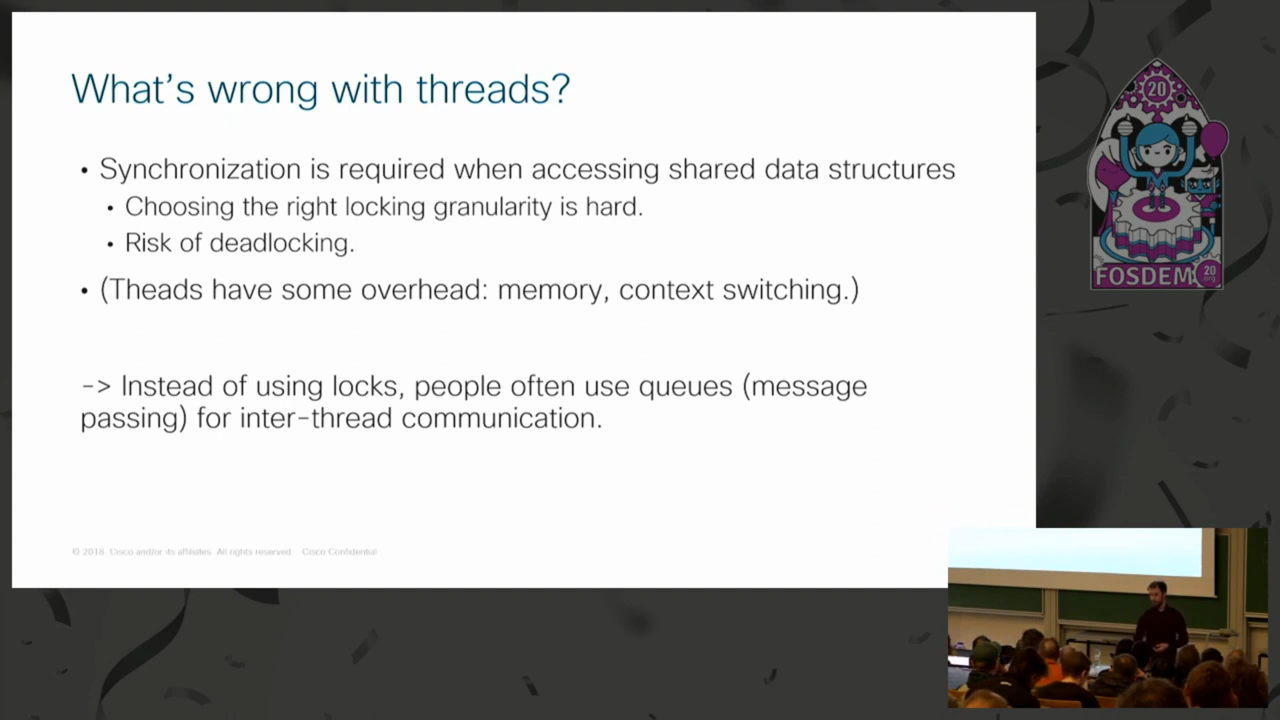 What's wrong with threads?
• Synchronization is required when accessing shared data structures
• Choosing the right locking granularity is hard.
• Risk of deadlocking.
• (Theads have some overhead: memory, context switching.)
-> Instead of using locks, people often use queues (message
passing) for inter-thread communication.
© 2018 Cisco and/or its affiliates. All rights reserved. Cisco Confidential
20
FOSDEM
20
.org